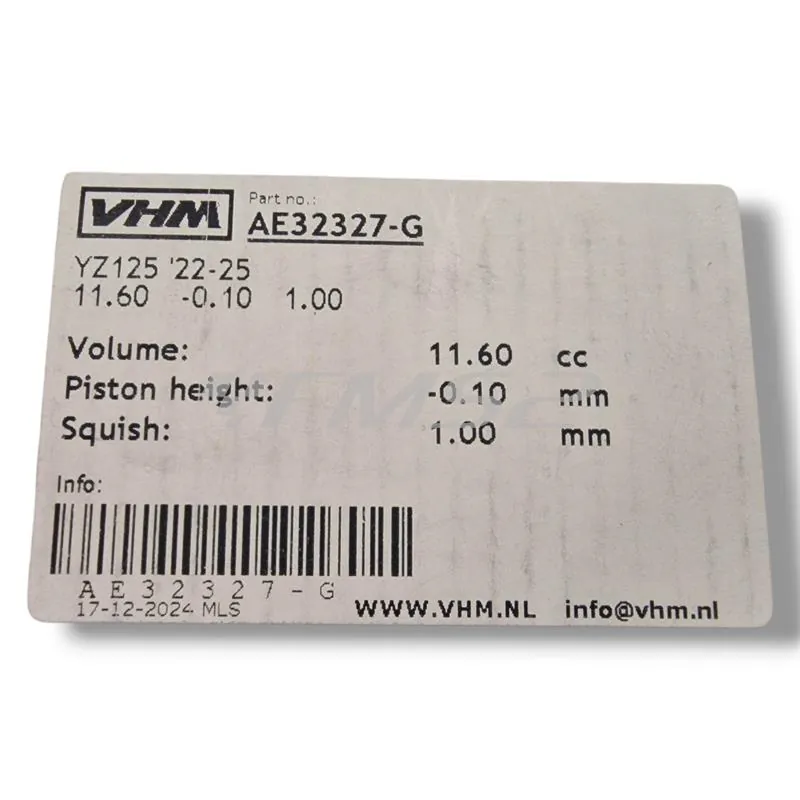 VHM
Part no.:
AE32327-G
YZ125 '22-25
11.60 -0.10 1.00
Volume: 11.60 cc
Piston height: -0.10 mm
Squish: 1.00 mm
Info:
AE32327-G
17-12-2024 MLS
WWW.VHM.NL info@vhm.nl